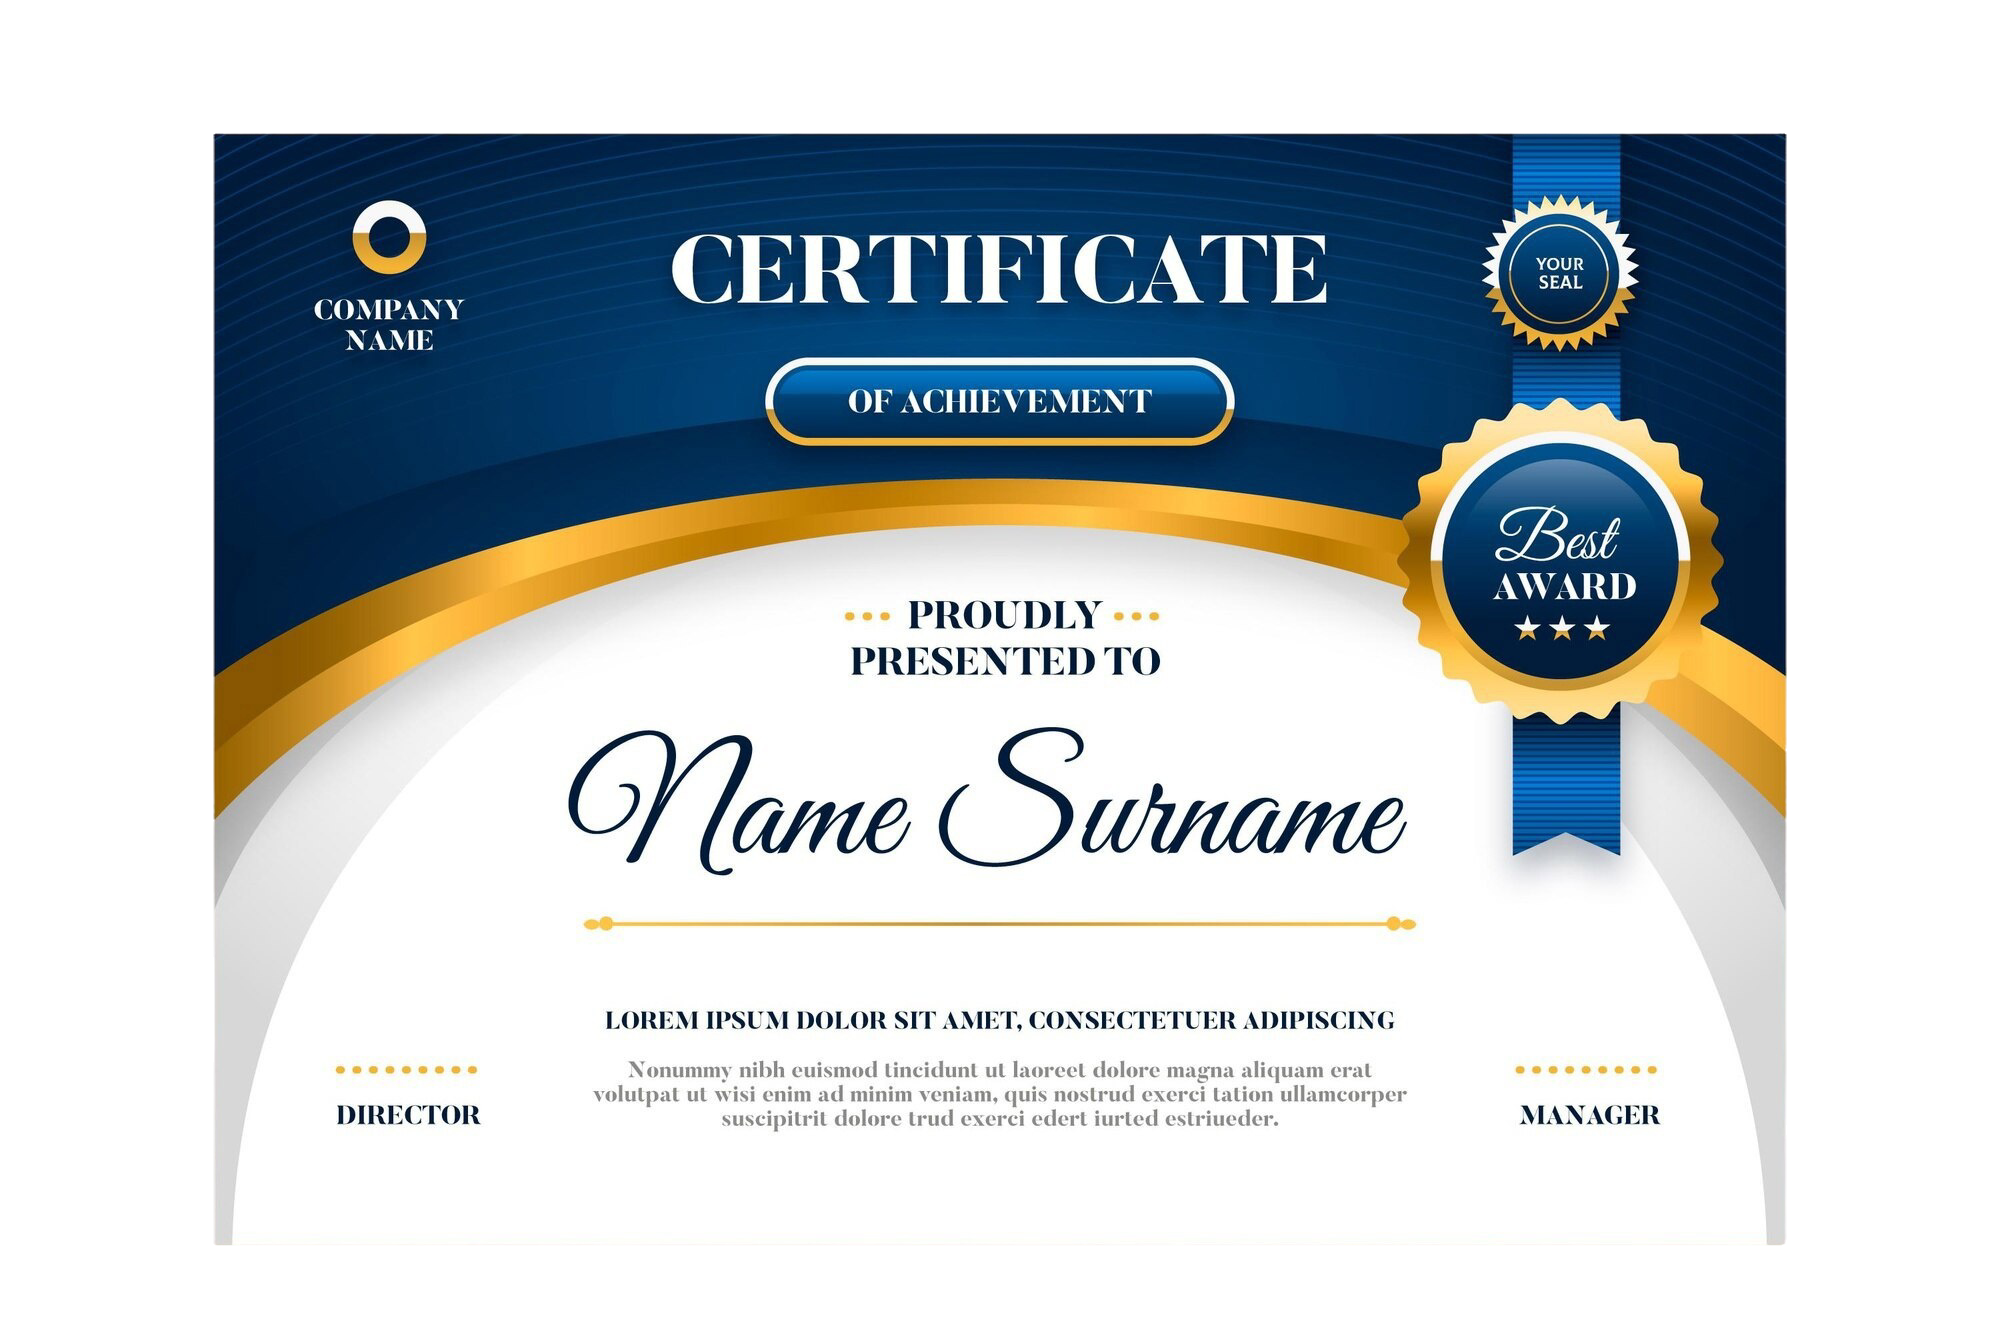 COMPANY
NAME
CERTIFICATE
OF ACHIEVEMENT
YOUR
SEAL
Best
AWARD
PROUDLY
PRESENTED TO
Name Surname
LOREM IPSUM DOLOR SIT AMET, CONSECTETUER ADIPISCING
Nonummy nibh euismod tincidunt ut laoreet dolore magna aliquam erat
volutpat ut wisi enim ad minim veniam, quis nostrud exerci tation ullamcorper
suscipitrit dolore trud exerci edert iurted estriueder.
DIRECTOR
MANAGER